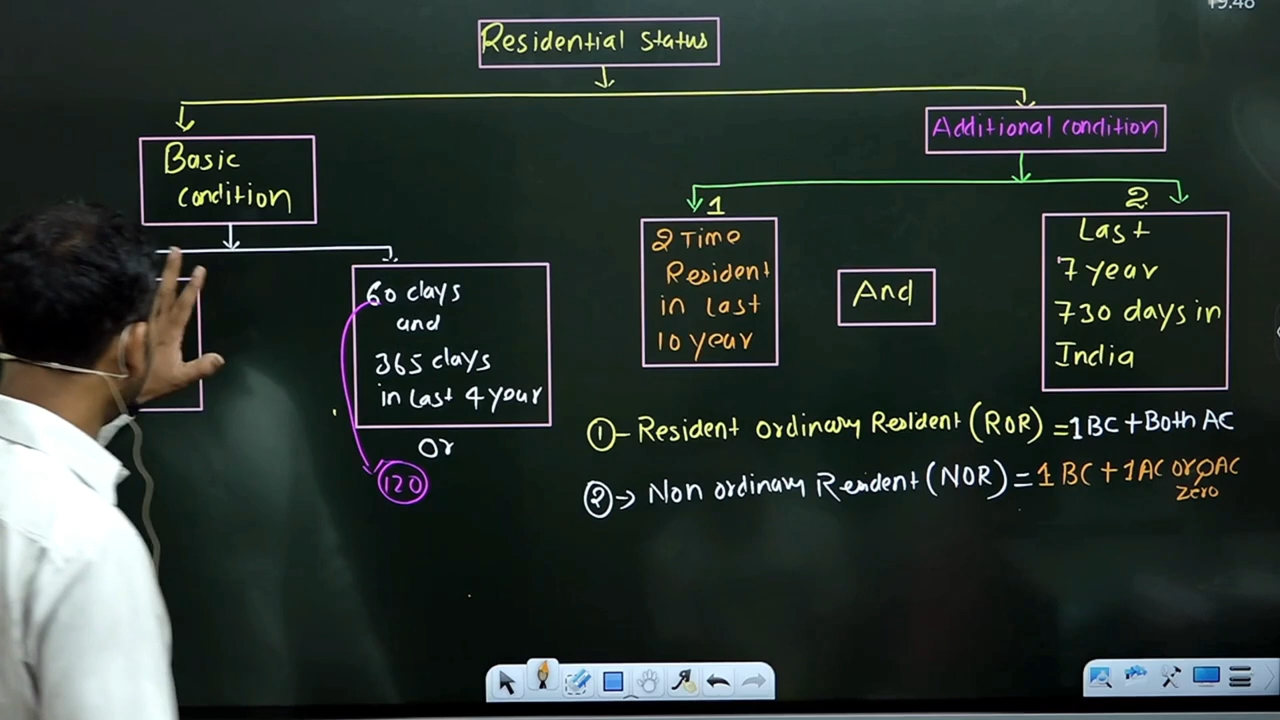 Residential status
Basic
condition
Additional condition
60 days
and
365 days
in last 4 year
or
120
1
2 Time
Resident
in last
10 year
And
2
Last
7 year
730 days in
India
① - Resident ordinary Resident (ROR) = 1 BC + Both AC
② -> Non ordinary Resident (NOR) = 1 BC + 1 AC or 0 AC
Zero